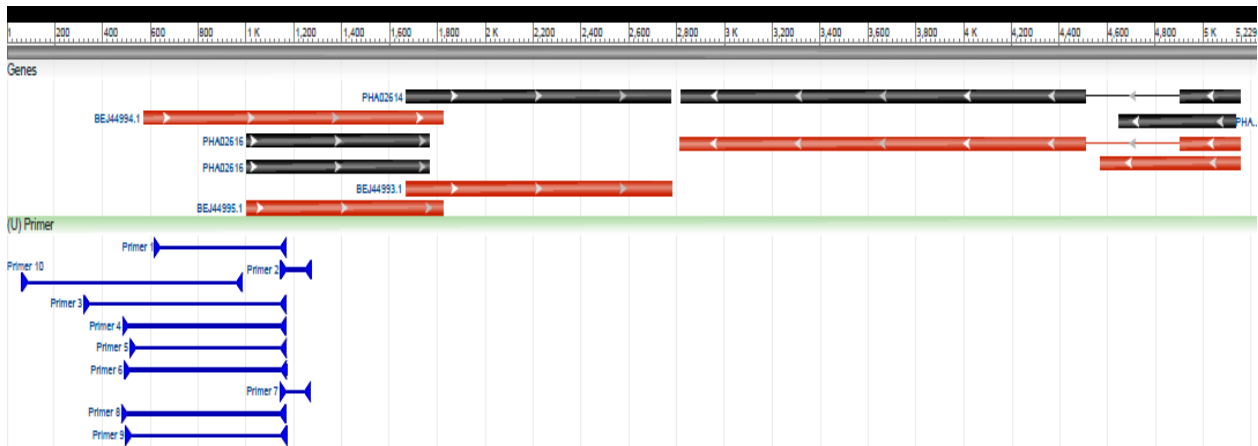 1 200 400 600 800 1 K 1,200 1,400 1,600 1,800 2 K 2,200 2,400 2,600 2,800 3 K 3,200 3,400 3,600 3,800 4 K 4,200 4,400 4,600 4,800 5 K 5,229
Genes
PHA02614
BEJ44994.1
PHA...
PHA02616
PHA02616
BEJ44993.1
BEJ44995.1
(U) Primer
Primer 1
Primer 10
Primer 2
Primer 3
Primer 4
Primer 5
Primer 6
Primer 7
Primer 8
Primer 9